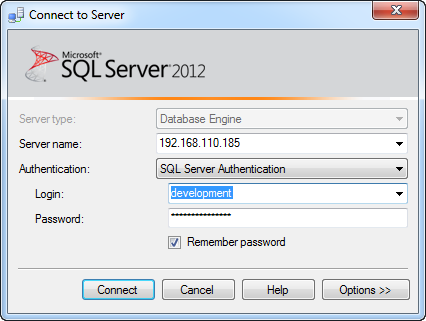 Connect to Server
Microsoft®
SQL Server 2012
Server type: Database Engine
Server name: 192.168.110.185
Authentication: SQL Server Authentication
Login: development
Password: ***************
Remember password
Connect Cancel Help Options >>